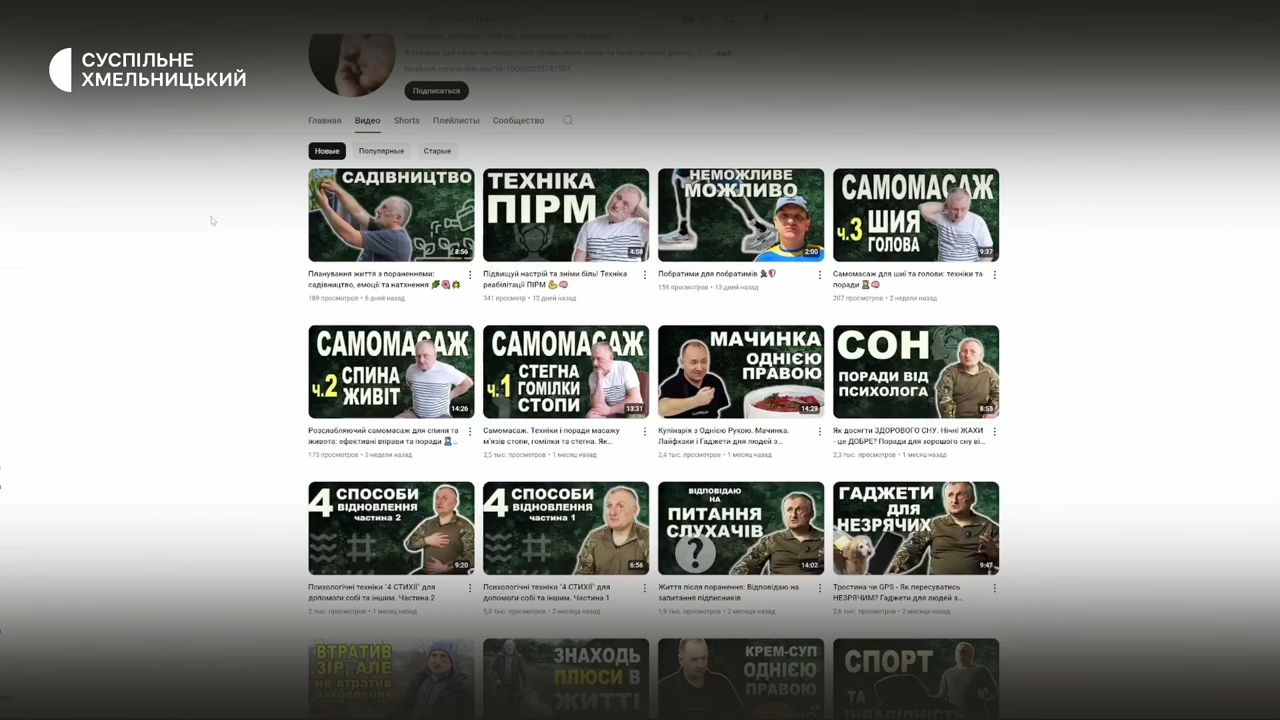 СУСПІЛЬНЕ
ХМЕЛЬНИЦЬКИЙ
...ещё
Подписаться
Главная Видео Shorts Плейлисты Сообщество
Новые Популярные Старые
САДІВНИЦТВО
8:56
ТЕХНІКА
ПІРМ
4:58
НЕМОЖЛИВЕ
МОЖЛИВО
2:00
САМОМАСАЖ
ч.3 ШИЯ
ГОЛОВА
9:37
Планування життя з пораненнями:
садівництво, емоції та натхнення
189 просмотров • 6 дней назад
Підвищуй настрій та зніми біль! Техніка
реабілітації ПІРМ
341 просмотр • 12 дней назад
Побратими для побратимів
158 просмотров • 13 дней назад
Самомасаж для шиї та голови: техніки та
поради
207 просмотров • 2 недели назад
САМОМАСАЖ
ч.2 СПИНА
ЖИВІТ
14:26
САМОМАСАЖ
ч.1 СТЕГНА
ГОМІЛКИ
СТОПИ
13:31
МАЧИНКА
ОДНІЄЮ
ПРАВОЮ
14:29
СОН
ПОРАДИ ВІД
ПСИХОЛОГА
8:55
Розслабляючий самомасаж для спини та
живота: ефективні вправи та поради
175 просмотров • 3 недели назад
Самомасаж. Техніки і поради масажу
м'язів стопи, гомілки та стегна. Як...
2,5 тыс. просмотров • 1 месяц назад
Кулінарія з Однією Рукою. Мачинка.
Лайфхаки і Гаджети для людей з...
2,4 тыс. просмотров • 1 месяц назад
Як досягти ЗДОРОВОГО СНУ. Нічні ЖАХИ
- це ДОБРЕ? Поради для хорошого сну ві...
2,3 тыс. просмотров • 1 месяц назад
4 СПОСОБИ
ВІДНОВЛЕННЯ
частина 2
9:20
4 СПОСОБИ
ВІДНОВЛЕННЯ
частина 1
6:56
ВІДПОВІДАЮ
НА
ПИТАННЯ
СЛУХАЧІВ
?
14:02
ГАДЖЕТИ
ДЛЯ
НЕЗРЯЧИХ
9:47
Психологічні техніки "4 СТИХІЇ" для
допомоги собі та іншим. Частина 2
2 тыс. просмотров • 1 месяц назад
Психологічні техніки "4 СТИХІЇ" для
допомоги собі та іншим. Частина 1
5,8 тыс. просмотров • 2 месяца назад
Життя після поранення: Відповідаю на
запитання підписників
1,9 тыс. просмотров • 2 месяца назад
Тростина чи GPS - Як пересуватись
НЕЗРЯЧИМ? Гаджети для людей з...
2,6 тыс. просмотров • 2 месяца назад
ВТРАТИВ
ЗІР, АЛЕ
не втратив
захоплення
ЗНАХОДЬ
ПЛЮСИ В
ЖИТТІ
КРЕМ-СУП
ОДНІЄЮ
ПРАВОЮ
СПОРТ
ТА
ІНВАЛІДНІСТЬ